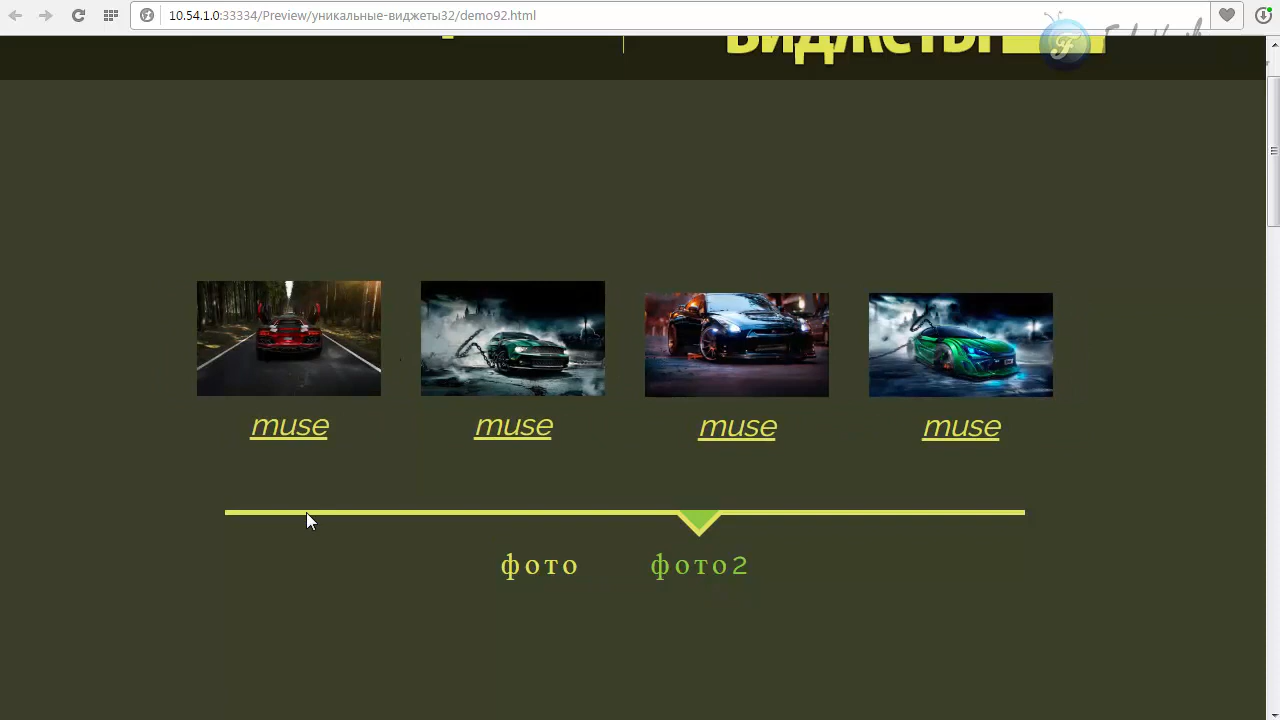 10.54.1.0:33334/Preview/уникальные-виджеты32/demo92.html
ВИДЖЕТЫ
muse
muse
muse
muse
фото
фото2